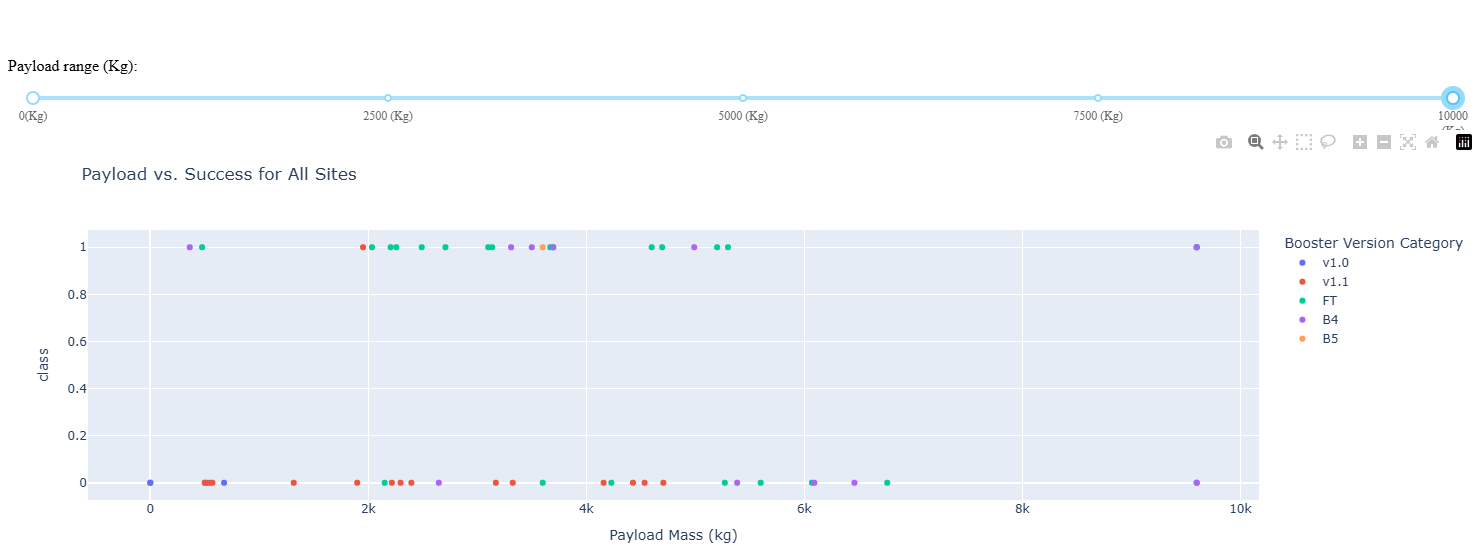 Payload range (Kg):
0(Kg) 2500 (Kg) 5000 (Kg) 7500 (Kg) 10000
Payload vs. Success for All Sites
1
0.8
0.6
0.4
0.2
0
class
0 2k 4k 6k 8k 10k
Payload Mass (kg)
Booster Version Category
v1.0
v1.1
FT
B4
B5